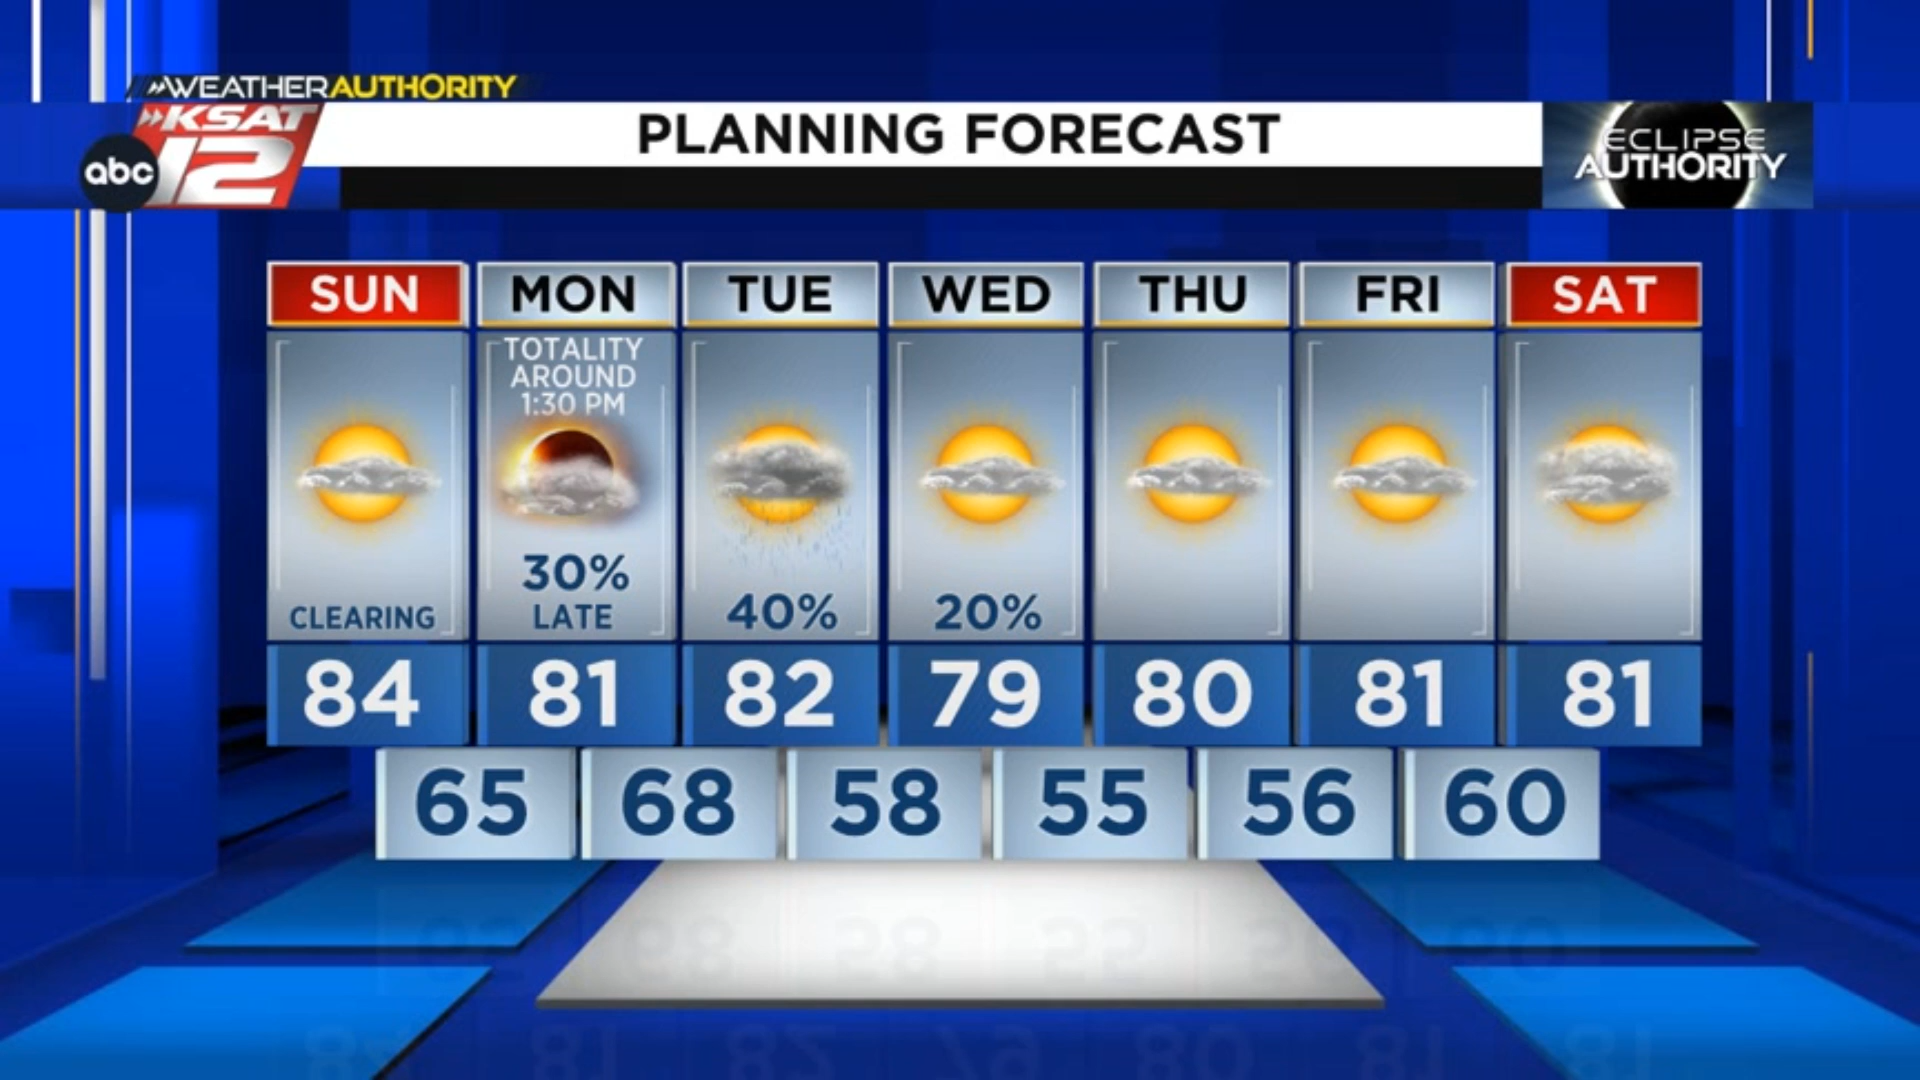 WEATHERAUTHORITY
KSAT
abc
12
PLANNING FORECAST
ECLIPSE
AUTHORITY
SUN MON TUE WED THU FRI SAT
TOTALITY
AROUND
1:30 PM
CLEARING
30%
LATE
40%
20%
84 81 82 79 80 81 81
65 68 58 55 56 60